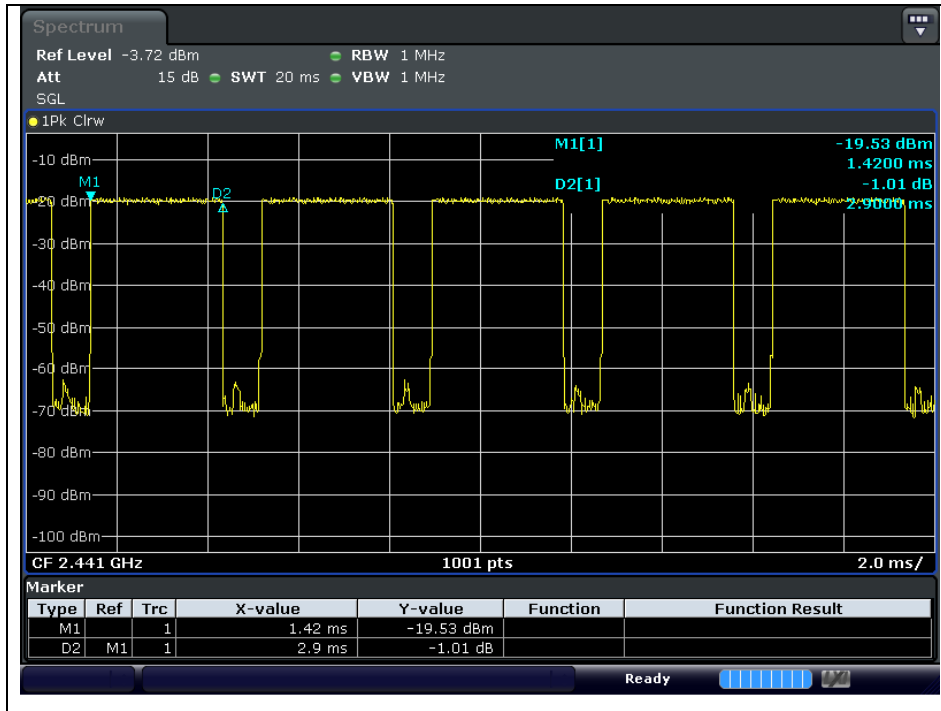 Spectrum
Ref Level -3.72 dBm RBW 1 MHz
Att 15 dB SWT 20 ms VBW 1 MHz
SGL
1Pk Clrw
M1[1] -19.53 dBm
1.4200 ms
D2[1] -1.01 dB
2.9000 ms
M1
D2
-10 dBm
-20 dBm
-30 dBm
-40 dBm
-50 dBm
-60 dBm
-70 dBm
-80 dBm
-90 dBm
-100 dBm
CF 2.441 GHz 1001 pts 2.0 ms/
Marker
Type Ref Trc X-value Y-value Function Function Result
M1 1 1.42 ms -19.53 dBm
D2 M1 1 2.9 ms -1.01 dB
Ready